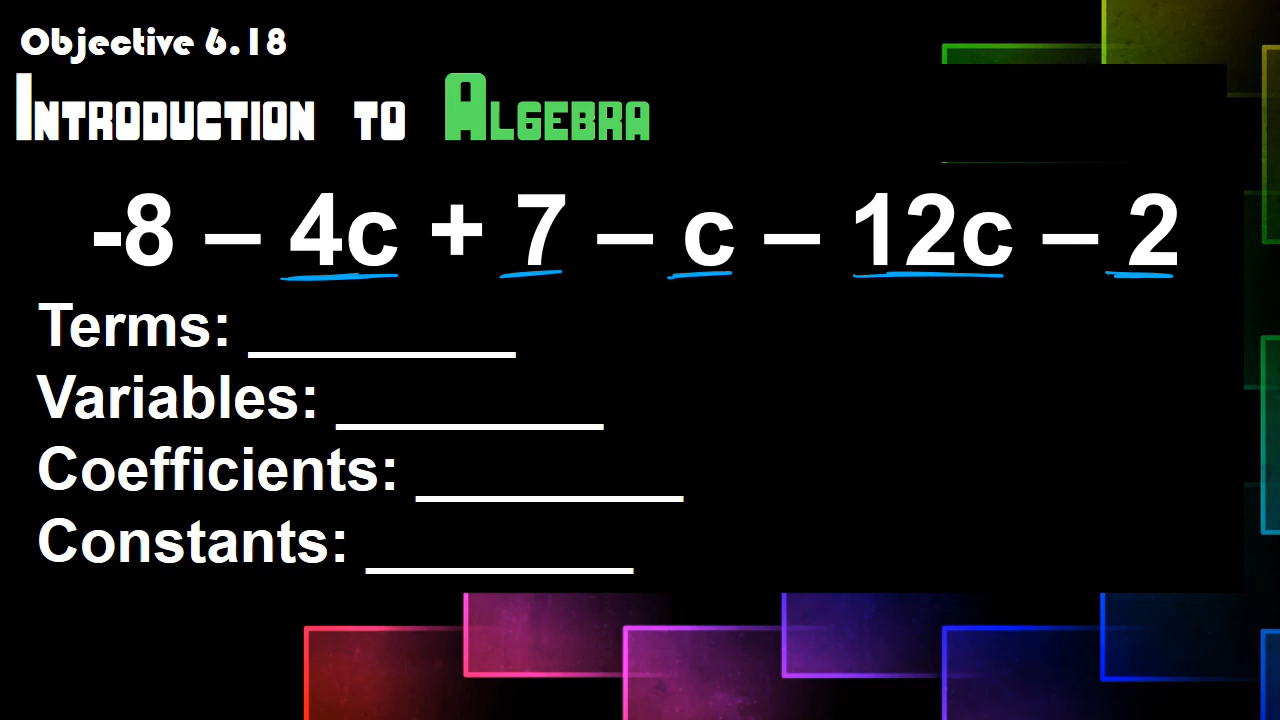 Objective 6.18
Introduction to Algebra
-8 – 4c + 7 – c – 12c – 2
Terms: ________
Variables: ________
Coefficients: ________
Constants: ________